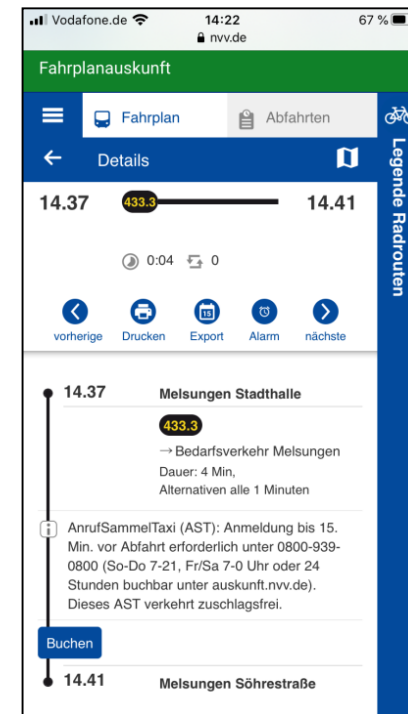 Vodafone.de 14:22 67 %
nvv.de
Fahrplanauskunft
Fahrplan Abfahrten
Details
Legende Radrouten
14.37 433.3 14.41
0:04 0
15
vorherige Drucken Export Alarm nächste
14.37 Melsungen Stadthalle
433.3
→ Bedarfsverkehr Melsungen
Dauer: 4 Min,
Alternativen alle 1 Minuten
AnrufSammelTaxi (AST): Anmeldung bis 15.
Min. vor Abfahrt erforderlich unter 0800-939-
0800 (So-Do 7-21, Fr/Sa 7-0 Uhr oder 24
Stunden buchbar unter auskunft.nvv.de).
Dieses AST verkehrt zuschlagsfrei.
Buchen
14.41 Melsungen Söhrestraße